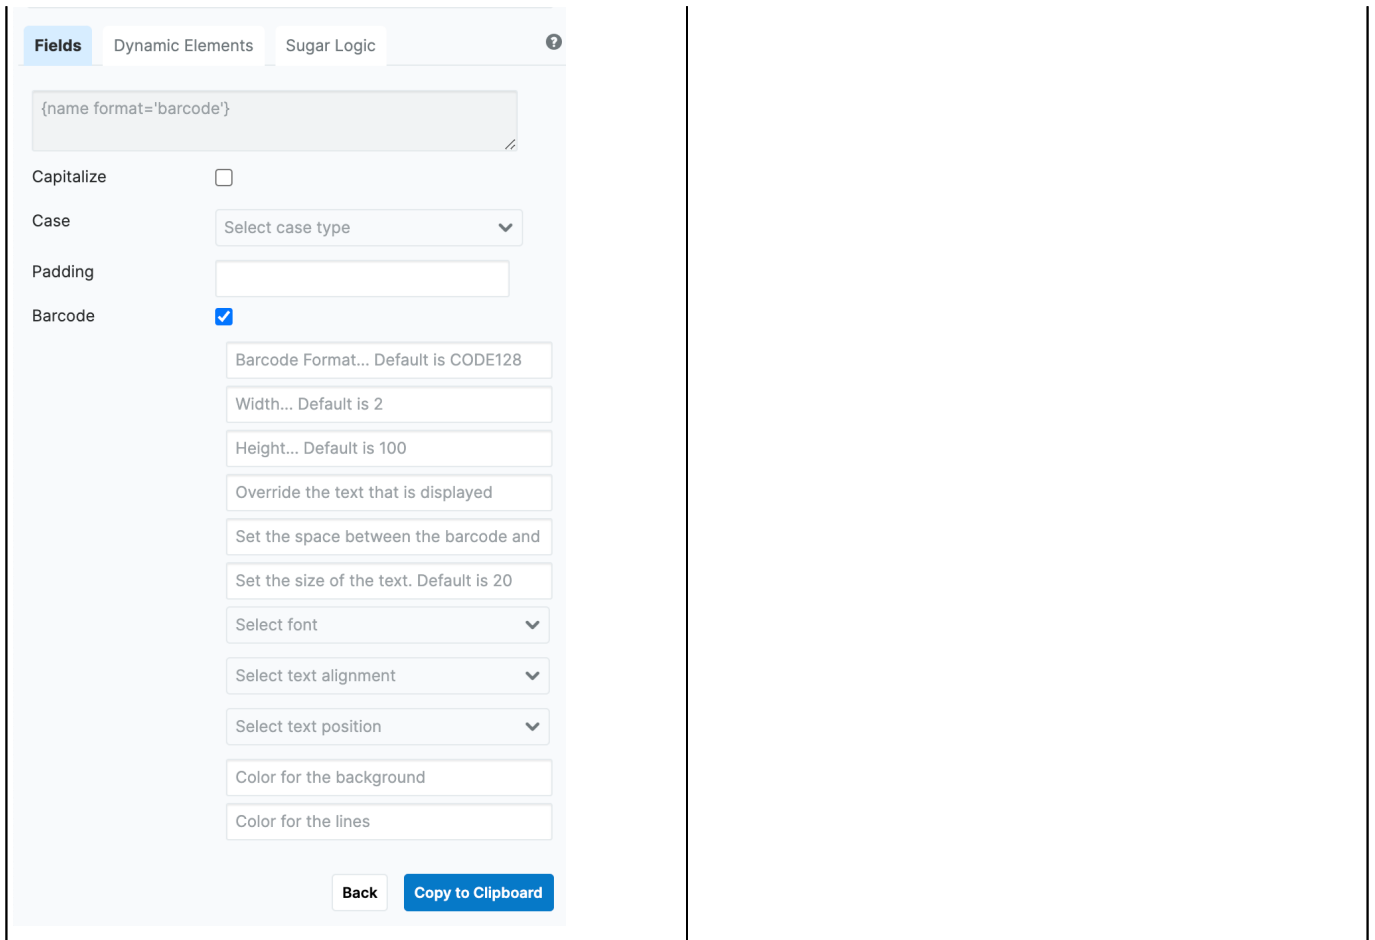 Fields Dynamic Elements Sugar Logic ?
{name format='barcode'}
Capitalize
Case Select case type
Padding
Barcode
Barcode Format... Default is CODE128
Width... Default is 2
Height... Default is 100
Override the text that is displayed
Set the space between the barcode and
Set the size of the text. Default is 20
Select font
Select text alignment
Select text position
Color for the background
Color for the lines
Back Copy to Clipboard